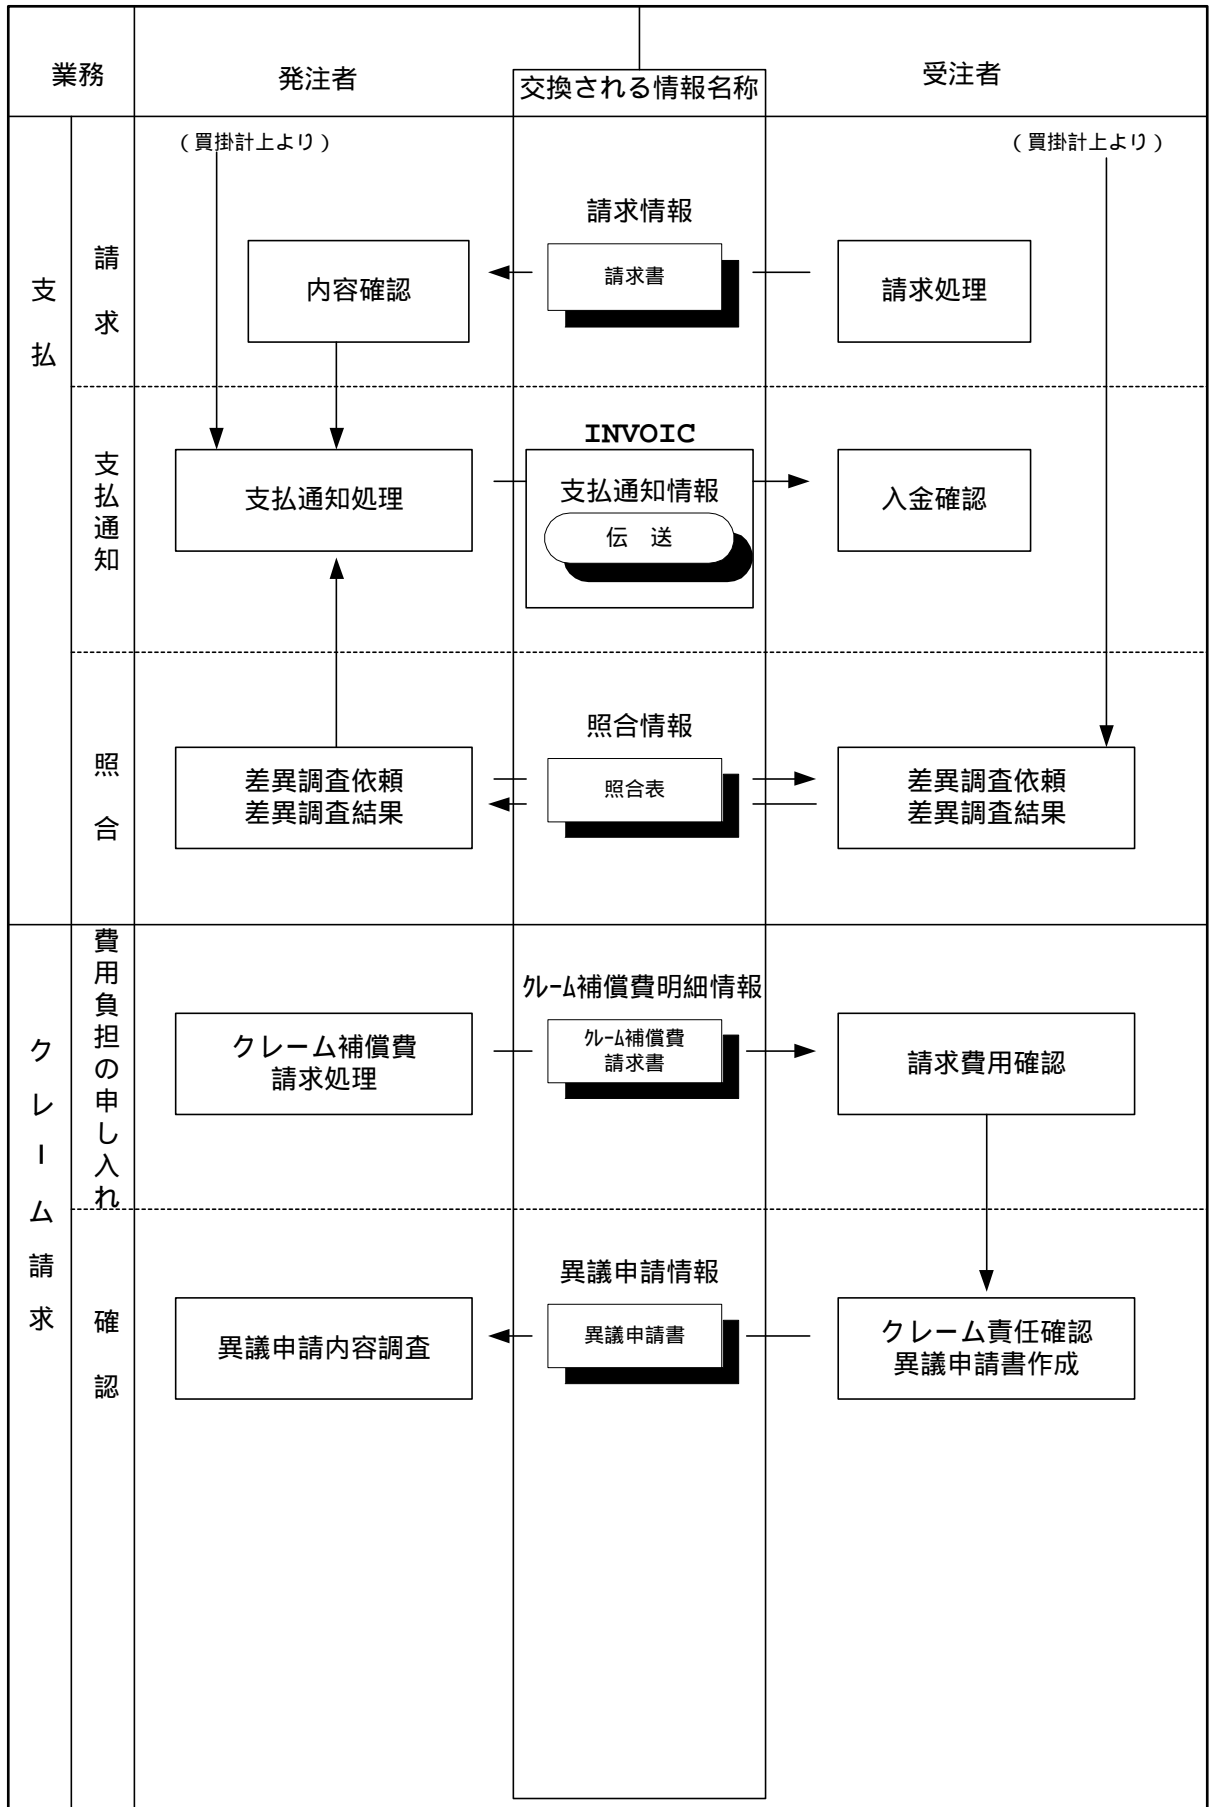 業務
発注者
交換される情報名称
受注者
支払
請求
（買掛計上より）
（買掛計上より）
請求情報
内容確認
請求書
請求処理
支払通知
INVOIC
支払通知処理
支払通知情報
伝　送
入金確認
照合
照合情報
差異調査依頼
差異調査結果
照合表
差異調査依頼
差異調査結果
クレーム請求
費用負担の申し入れ
ｸﾚｰﾑ補償費明細情報
クレーム補償費
請求処理
ｸﾚｰﾑ補償費
請求書
請求費用確認
確認
異議申請情報
異議申請内容調査
異議申請書
クレーム責任確認
異議申請書作成